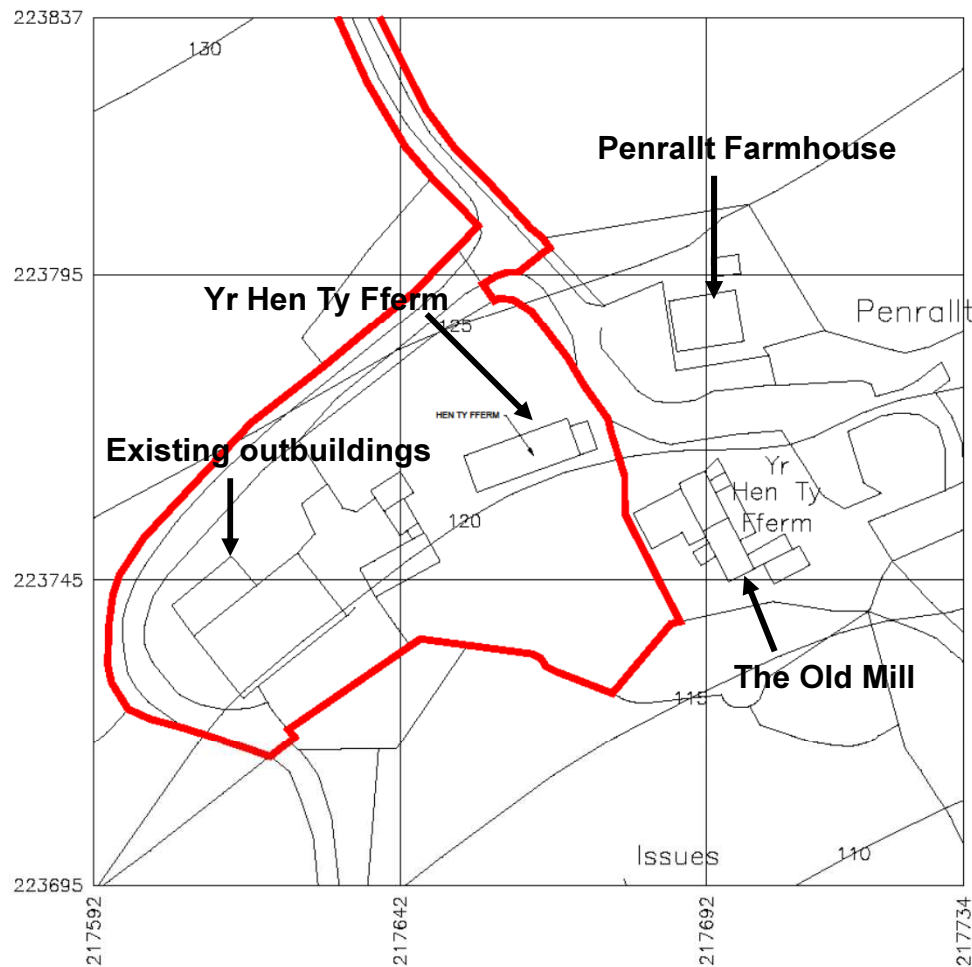 223837
130
Penrallt Farmhouse
223795
Yr Hen Ty Fferm
125
Penrallt
HEN TY FFERM
Existing outbuildings
Yr
Hen Ty
Fferm
120
223745
The Old Mill
115
Issues
110
223695
217592
217642
217692
217734